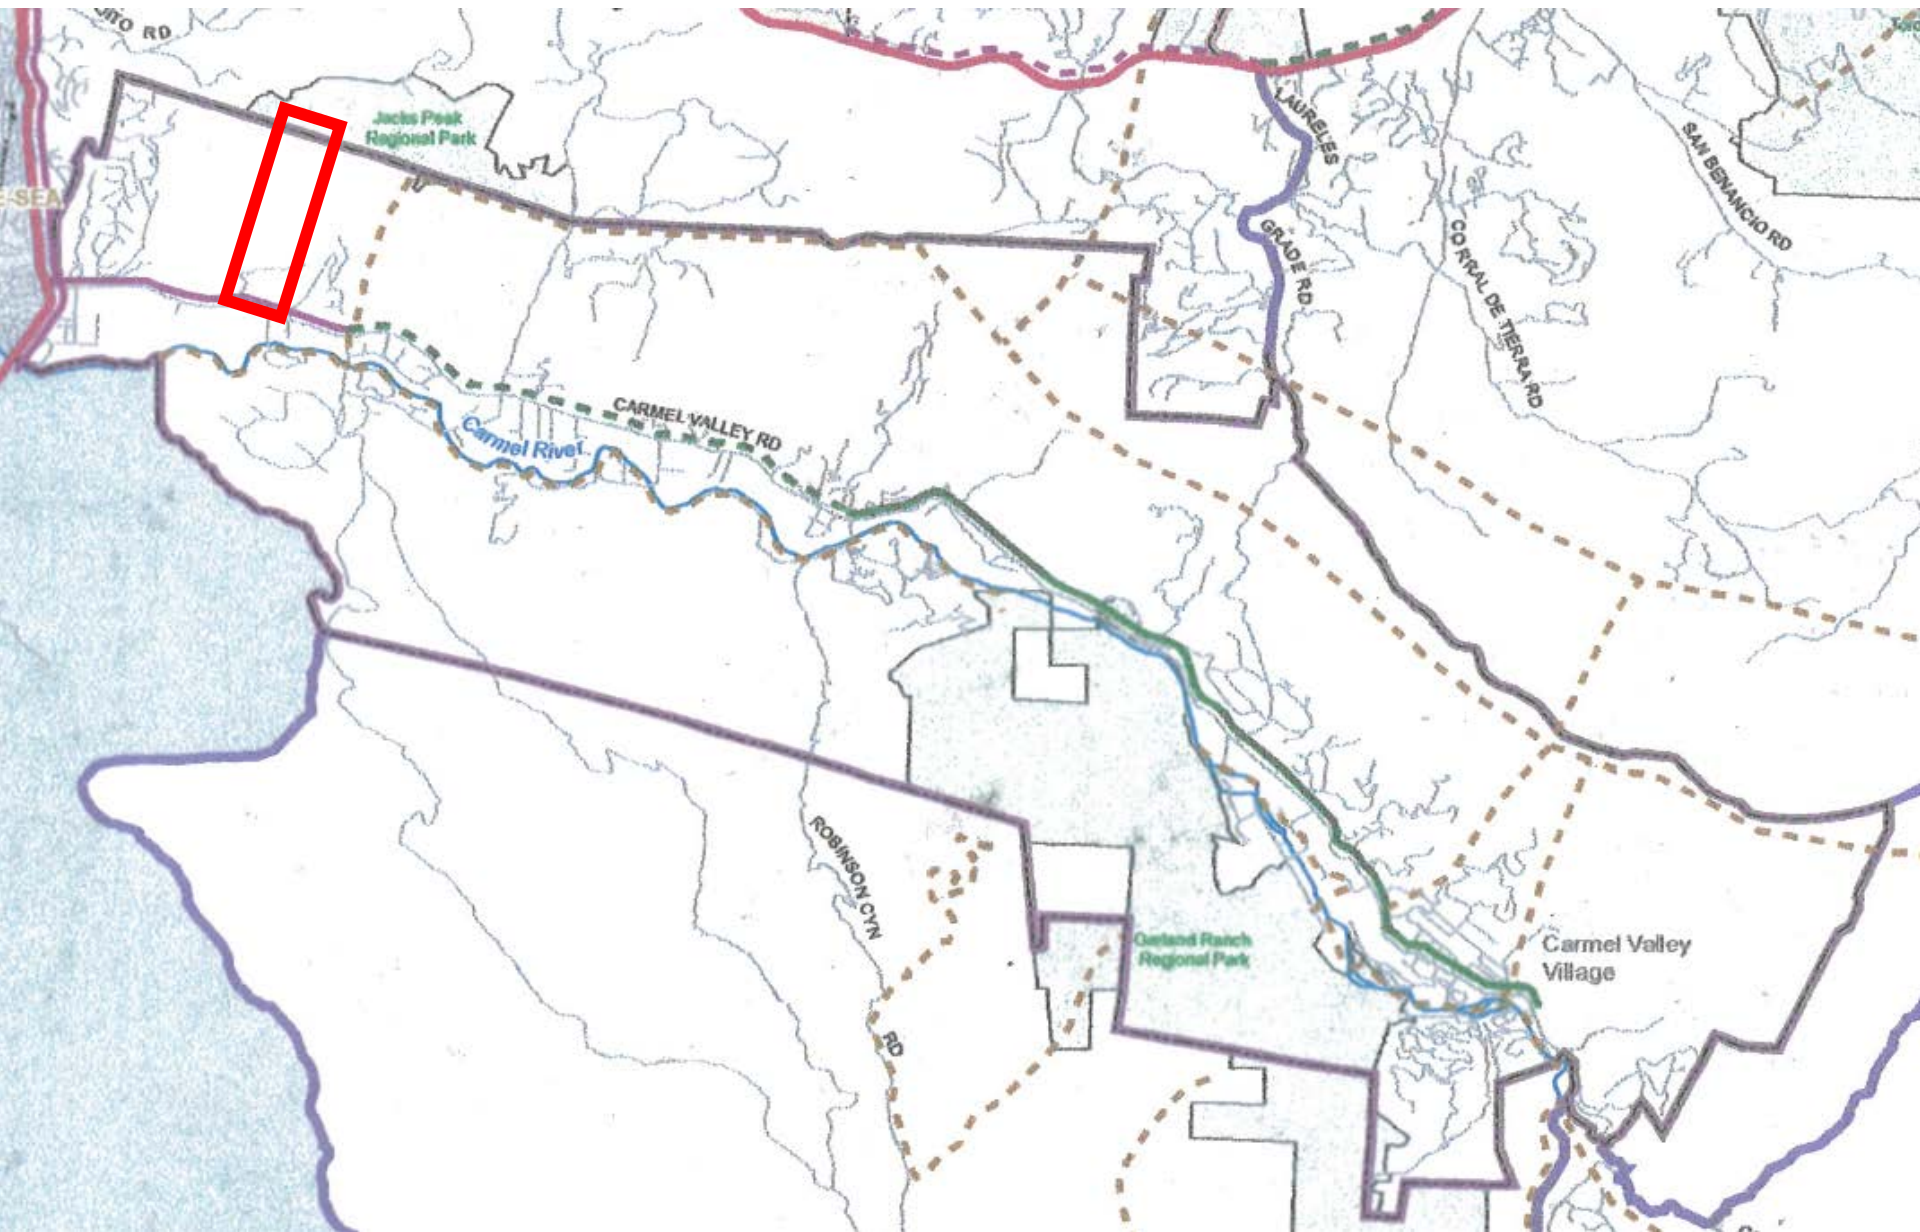 RD
Jacks Peak
Regional Park
E-SEA
LAURELES
GRADE RD
SAN BENANCIO RD
CORRAL DE TIERRA RD
CARMEL VALLEY RD
Carmel River
ROBINSON CYN
RD
Garland Ranch
Regional Park
Carmel Valley
Village